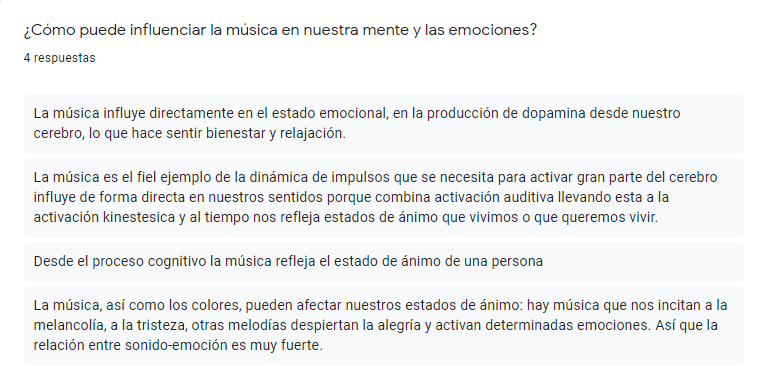 ¿Cómo puede influenciar la música en nuestra mente y las emociones?
4 respuestas
La música influye directamente en el estado emocional, en la producción de dopamina desde nuestro
cerebro, lo que hace sentir bienestar y relajación.
La música es el fiel ejemplo de la dinámica de impulsos que se necesita para activar gran parte del cerebro
influye de forma directa en nuestros sentidos porque combina activación auditiva llevando esta a la
activación kinestesica y al tiempo nos refleja estados de ánimo que vivimos o que queremos vivir.
Desde el proceso cognitivo la música refleja el estado de ánimo de una persona
La música, así como los colores, pueden afectar nuestros estados de ánimo: hay música que nos incitan a la
melancolía, a la tristeza, otras melodías despiertan la alegría y activan determinadas emociones. Así que la
relación entre sonido-emoción es muy fuerte.